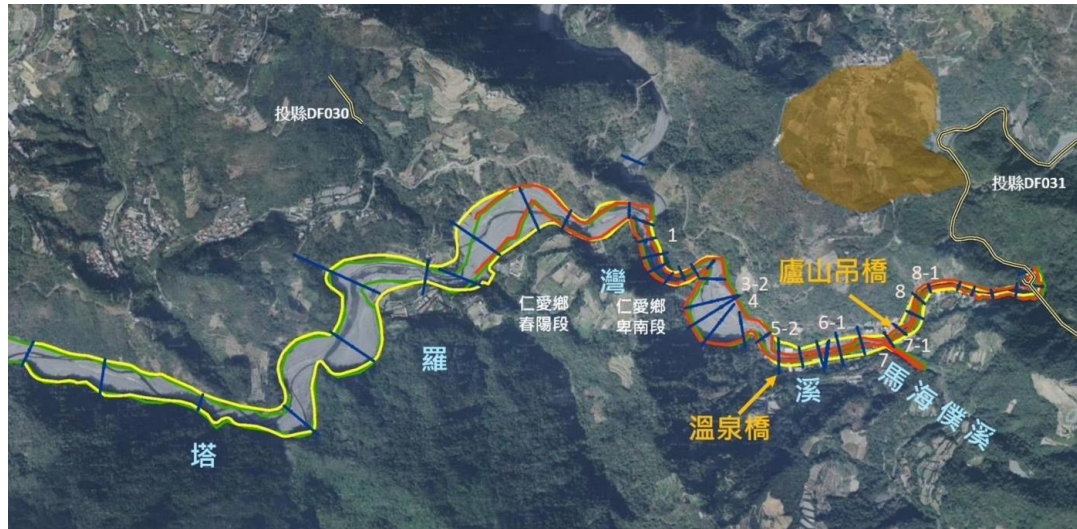 投縣DF030
投縣DF031
1
灣
仁愛鄉
春陽段
仁愛鄉
卑南段
3-2
4
廬山吊橋
8-1
8
5-2
6-1
7-1
7
羅
溪
馬海僕溪
溫泉橋
塔